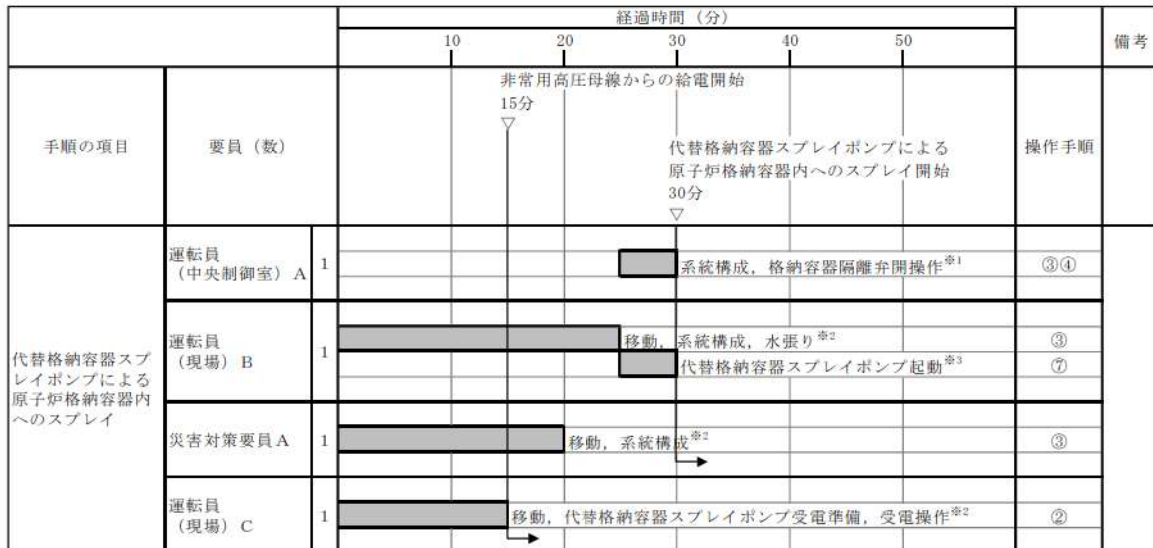 経過時間（分）
備考
10 20 30 40 50
手順の項目
要員（数）
非常用高圧母線からの給電開始
15分
▽
代替格納容器スプレイポンプによる
原子炉格納容器内へのスプレイ開始
30分
▽
操作手順
代替格納容器スプ
レイポンプによる
原子炉格納容器内
へのスプレイ
運転員
（中央制御室）A
1
系統構成，格納容器隔離弁開操作※1
③④
運転員
（現場）B
1
移動，系統構成，水張り※2
③
代替格納容器スプレイポンプ起動※3
⑦
災害対策要員A
1
移動，系統構成※2
③
運転員
（現場）C
1
移動，代替格納容器スプレイポンプ受電準備，受電操作※2
②